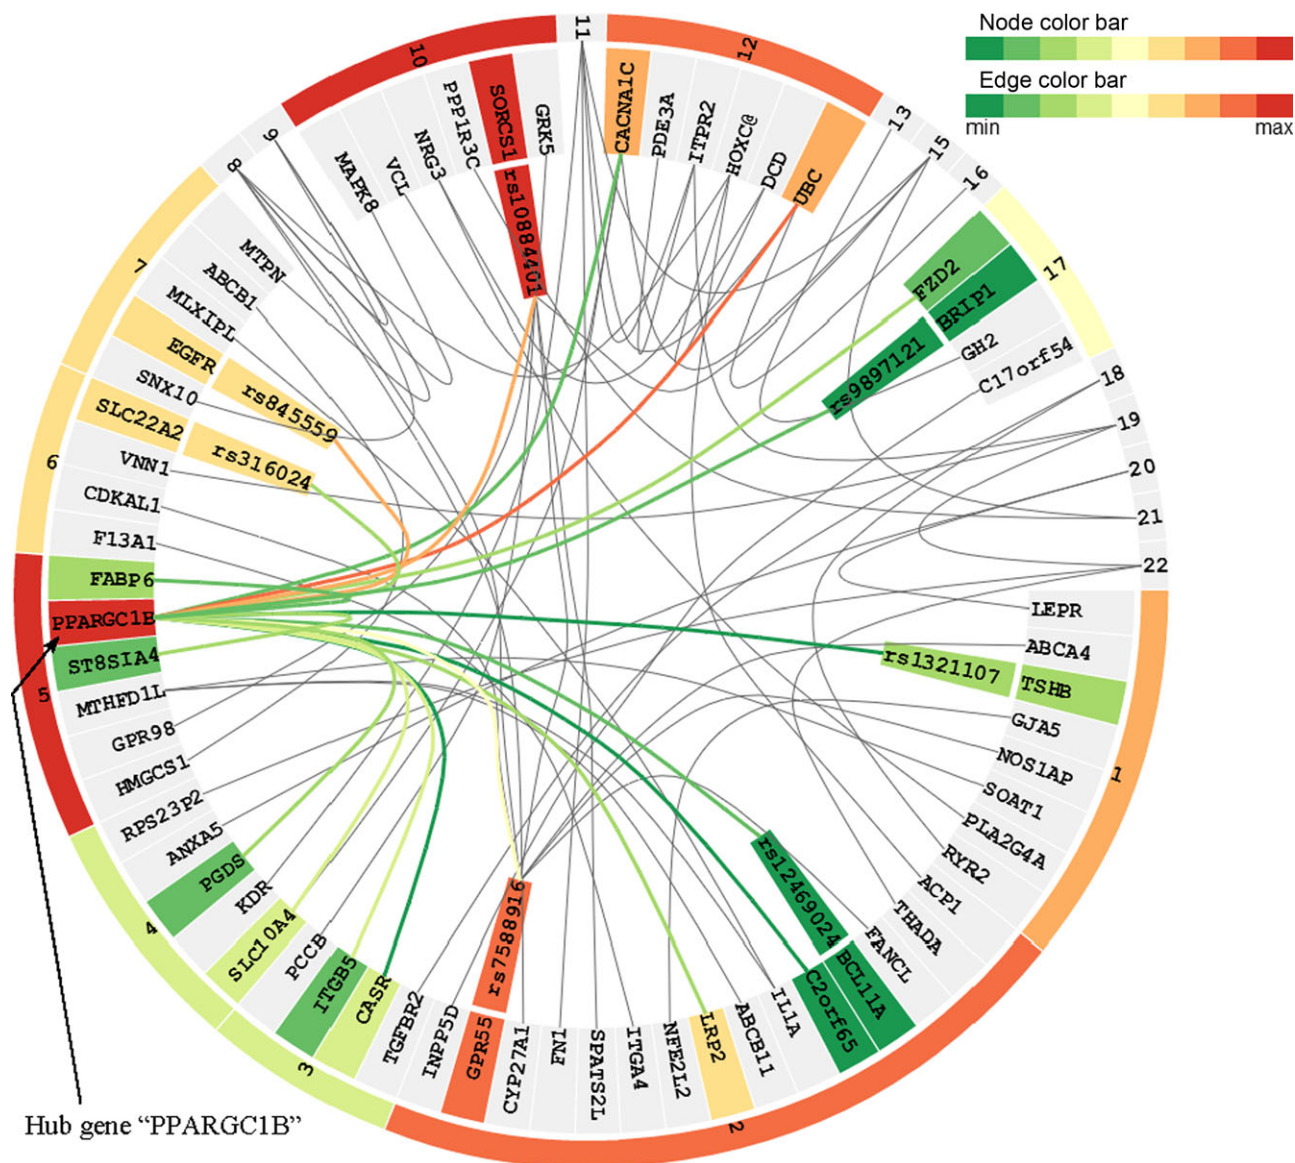 Node color bar
Edge color bar
min
max
11
12
13
15
16
17
18
19
20
21
22
1
2
3
4
5
6
7
8
9
10
GRK5
CACNA1C
PDE3A
ITPR2
HOXC@
DCD
UBC
FZD2
BRIP1
rs9897121
GH2
C17orf54
LEPR
ABCA4
rs1321107
TSHB
GJA5
NOS1AP
SOAT1
PLA2G4A
RYR2
ACP1
THADA
FANCL
rs12469024
BCL11A
C2orf65
IL1A
ABCB11
LRP2
NFE2L2
ITGA4
SPATS2L
FN1
CYP27A1
rs7588916
GPR55
INPP5D
TGFBR2
CASR
ITGB5
PCCB
SLC10A4
KDR
PGDS
ANXA5
RPS23P2
HMGCS1
GPR98
MTHFD1L
ST8SIA4
PPARGC1B
FABP6
F13A1
CDKAL1
VNN1
SLC22A2
rs316024
SNX10
EGFR
rs845559
MLXIPL
ABCB1
MTPN
MAPK8
VCL
NRG3
PPP1R3C
SORCS1
rs10884401
Hub gene “PPARGC1B”